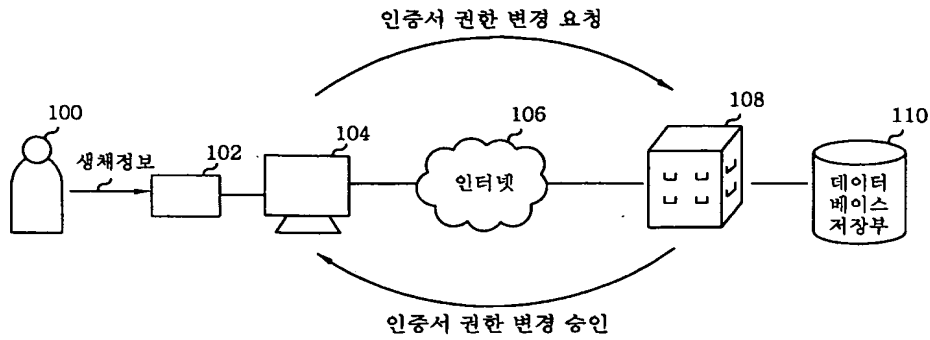 인증서 권한 변경 요청
100
생채정보
102
104
106
인터넷
108
110
데이터
베이스
저장부
인증서 권한 변경 승인